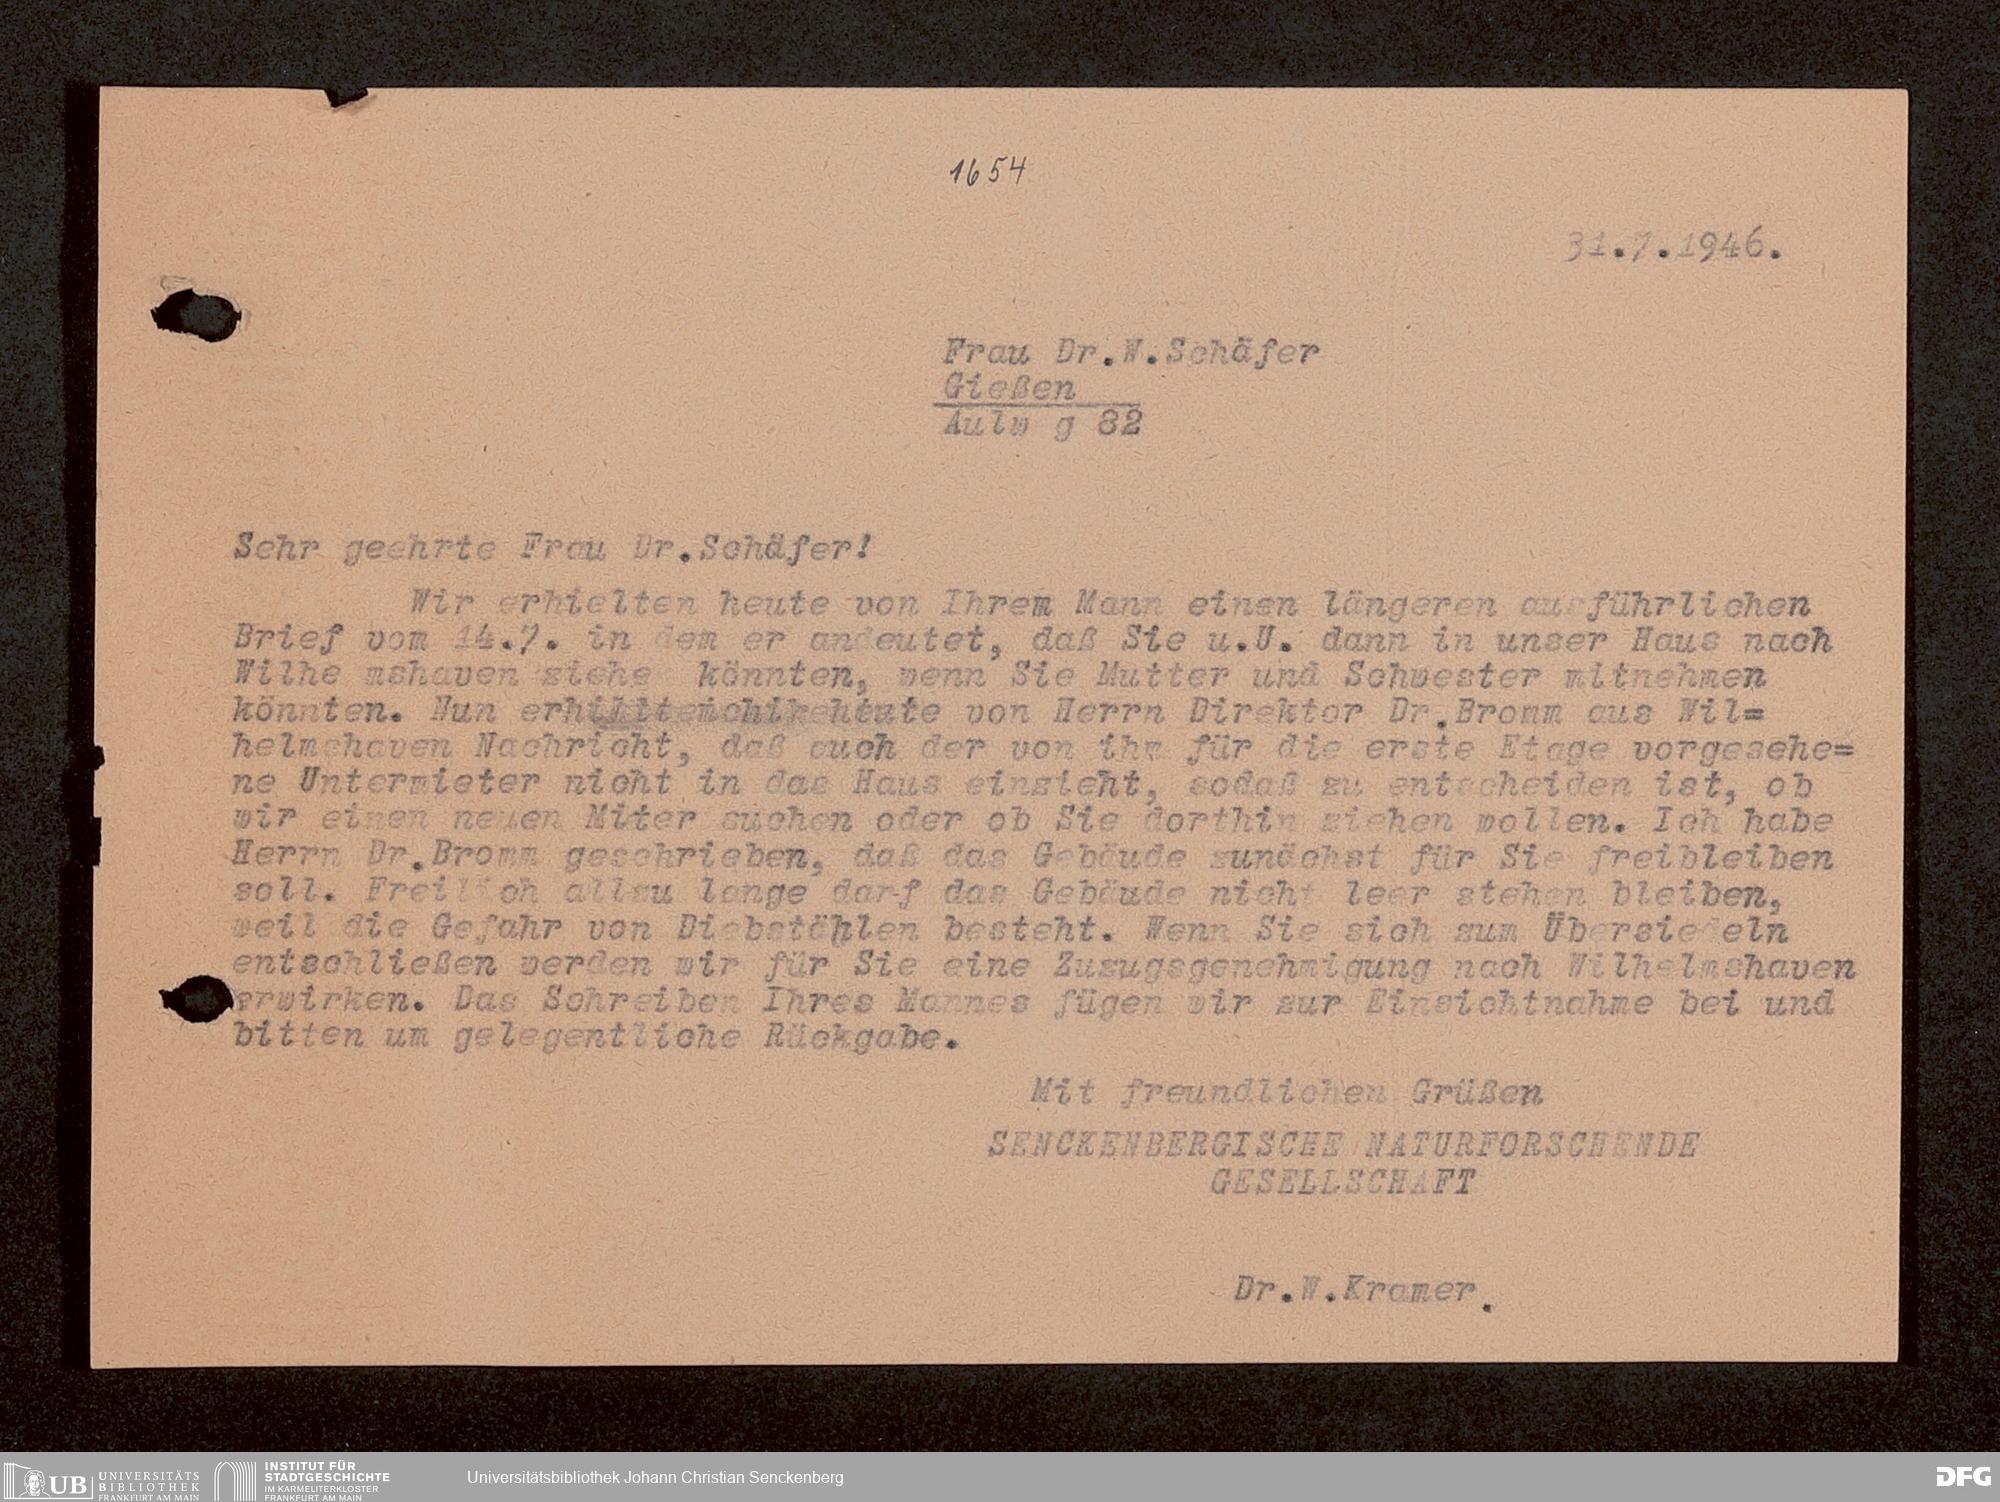 1654
31.7.1946.
Frau Dr.W.Schäfer
Gießen
Aulw g 82
Sehr geehrte Frau Dr.Schäfer!
Wir erhielten heute von Ihrem Mann einen längeren ausführlichen
Brief vom 14.7. in dem er andeutet, daß Sie u.U. dann in unser Haus nach
Wilhe mshaven ziehe könnten, wenn Sie Mutter und Schwester mitnehmen
könnten. Nun heute von Herrn Direktor Dr.Bromm aus Wil=
helmshaven Nachricht, daß auch der von ihm für die erste Etage vorgesehe=
ne Untermieter nicht in das Haus einzieht, sodaß zu entscheiden ist, ob
wir einen neuen Miter suchen oder ob Sie dorthin ziehen wollen. Ich habe
Herrn Dr.Bromm geschrieben, daß das Gebäude zunächst für Sie freibleiben
soll. Freilich allzu lange darf das Gebäude nicht leer stehen bleiben,
weil die Gefahr von Diebstählen besteht. Wenn Sie sich zum Übersiedeln
entschließen werden wir für Sie eine Zuzugsgenehmigung nach Wilhelmshaven
erwirken. Das Schreiben Ihres Mannes fügen wir zur Einsichtnahme bei und
bitten um gelegentliche Rückgabe.
Mit freundlichen Grüßen
SENCKENBERGISCHE NATURFORSCHENDE
GESELLSCHAFT
Dr.W.Kramer.
UB UNIVERSITÄTS
BIBLIOTHEK
FRANKFURT AM MAIN
INSTITUT FÜR
STADTGESCHICHTE
IM KARMELITERKLOSTER
FRANKFURT AM MAIN
Universitätsbibliothek Johann Christian Senckenberg
DFG